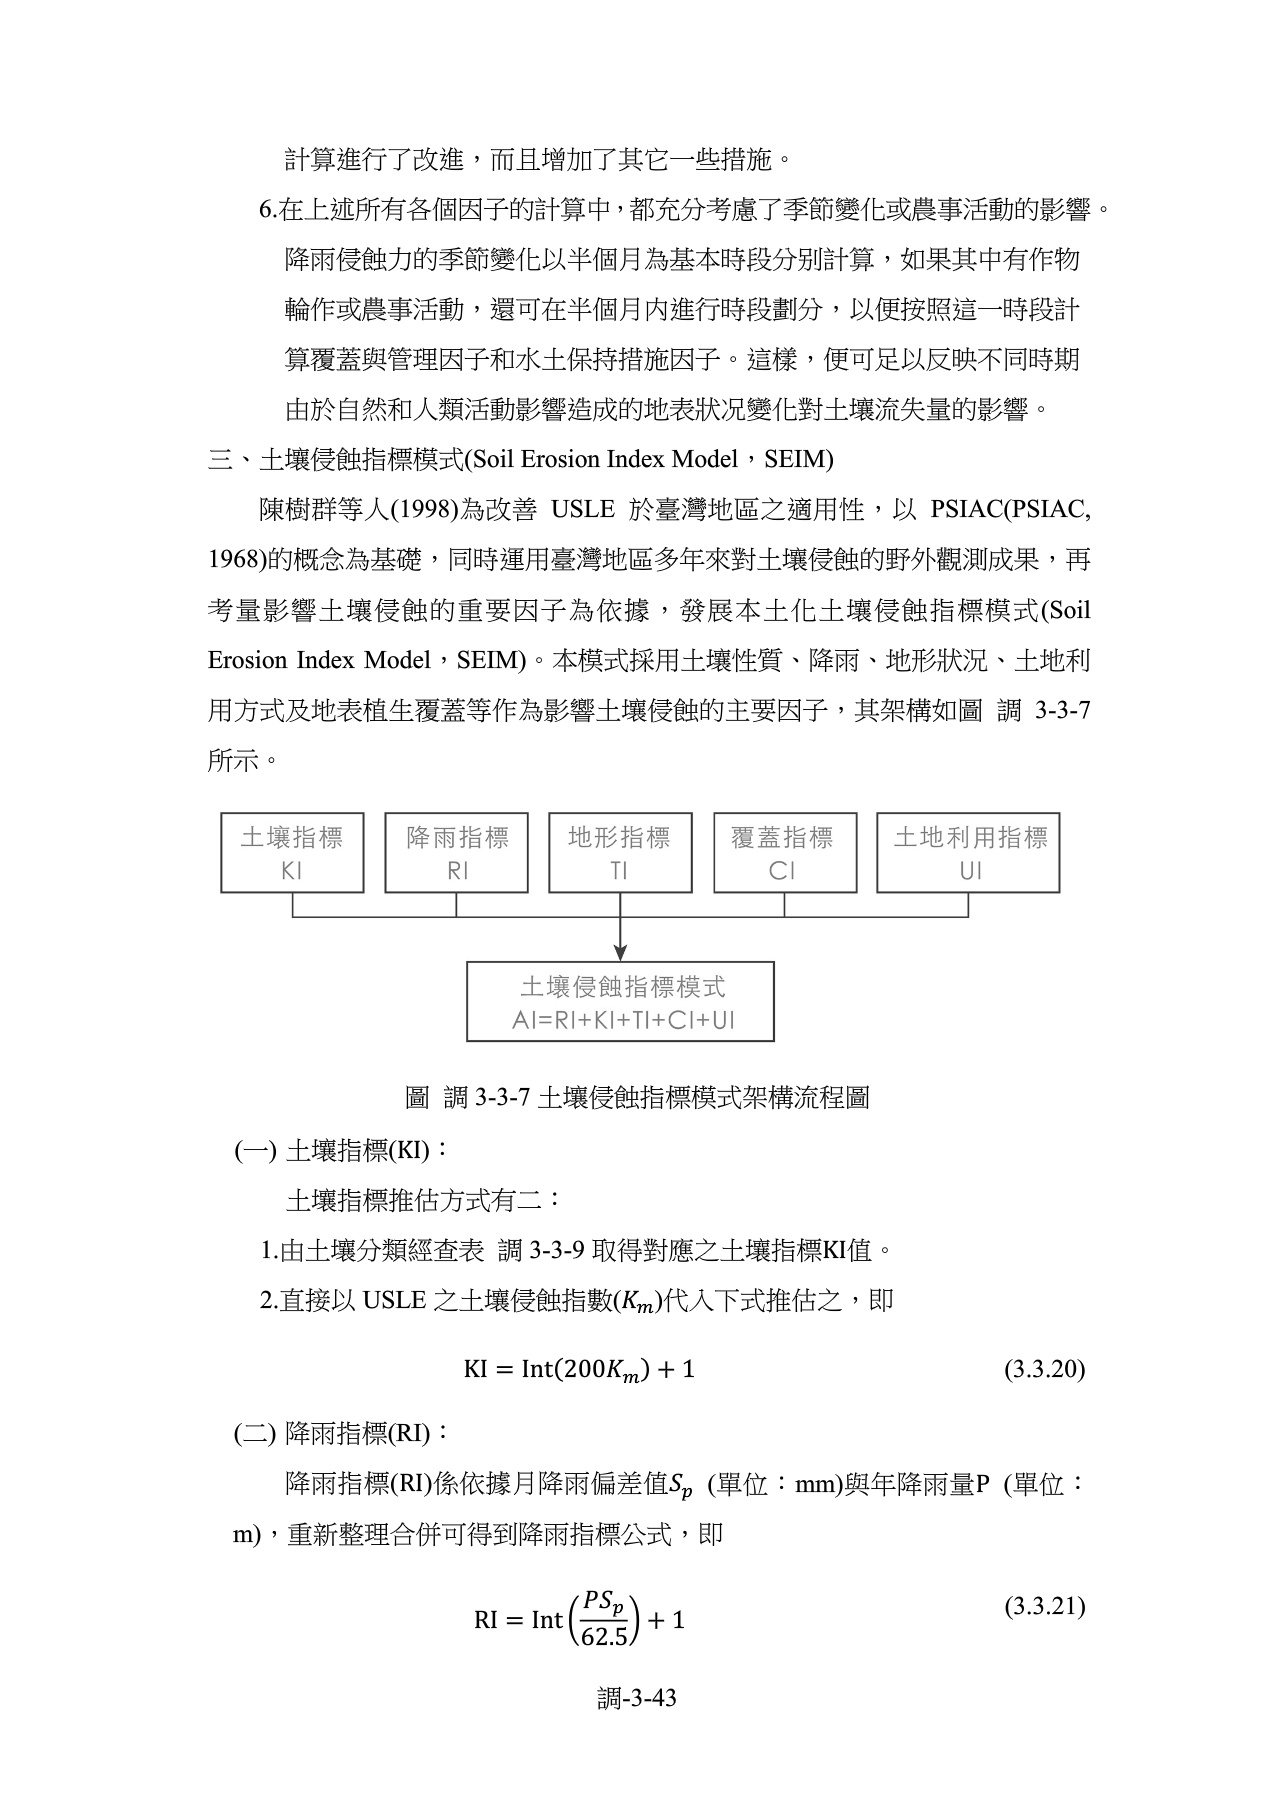 計算進行了改進，而且增加了其它一些措施。
6.在上述所有各個因子的計算中，都充分考慮了季節變化或農事活動的影響。
降雨侵蝕力的季節變化以半個月為基本時段分別計算，如果其中有作物
輪作或農事活動，還可在半個月內進行時段劃分，以便按照這一時段計
算覆蓋與管理因子和水土保持措施因子。這樣，便可足以反映不同時期
由於自然和人類活動影響造成的地表狀況變化對土壤流失量的影響。
三、土壤侵蝕指標模式(Soil Erosion Index Model，SEIM)
陳樹群等人(1998)為改善 USLE 於臺灣地區之適用性，以 PSIAC(PSIAC,
1968)的概念為基礎，同時運用臺灣地區多年來對土壤侵蝕的野外觀測成果，再
考量影響土壤侵蝕的重要因子為依據，發展本土化土壤侵蝕指標模式(Soil
Erosion Index Model，SEIM)。本模式採用土壤性質、降雨、地形狀況、土地利
用方式及地表植生覆蓋等作為影響土壤侵蝕的主要因子，其架構如圖 調 3-3-7
所示。
土壤指標 降雨指標 地形指標 覆蓋指標 土地利用指標
KI RI TI CI UI
土壤侵蝕指標模式
AI=RI+KI+TI+CI+UI
圖 調 3-3-7 土壤侵蝕指標模式架構流程圖
(一) 土壤指標(KI)：
土壤指標推估方式有二：
1.由土壤分類經查表 調 3-3-9 取得對應之土壤指標KI值。
2.直接以 USLE 之土壤侵蝕指數(K_m)代入下式推估之，即
KI = Int(200K_m) + 1 (3.3.20)
(二) 降雨指標(RI)：
降雨指標(RI)係依據月降雨偏差值S_p (單位：mm)與年降雨量P (單位：
m)，重新整理合併可得到降雨指標公式，即
RI = Int(PS_p/62.5) + 1 (3.3.21)
調-3-43